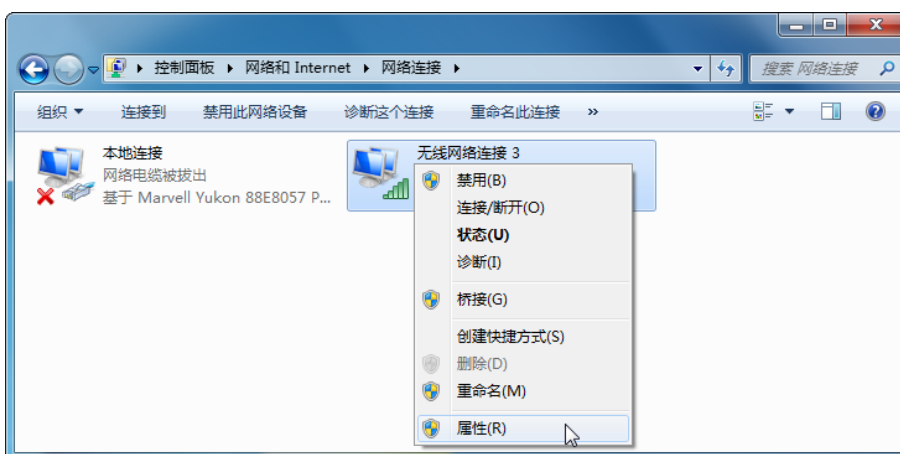 控制面板 网络和 Internet 网络连接
搜索 网络连接
组织 连接到 禁用此网络设备 诊断这个连接 重命名此连接 »
本地连接
网络电缆被拔出
基于 Marvell Yukon 88E8057 P...
无线网络连接 3
禁用(B)
连接/断开(O)
状态(U)
诊断(I)
桥接(G)
创建快捷方式(S)
删除(D)
重命名(M)
属性(R)